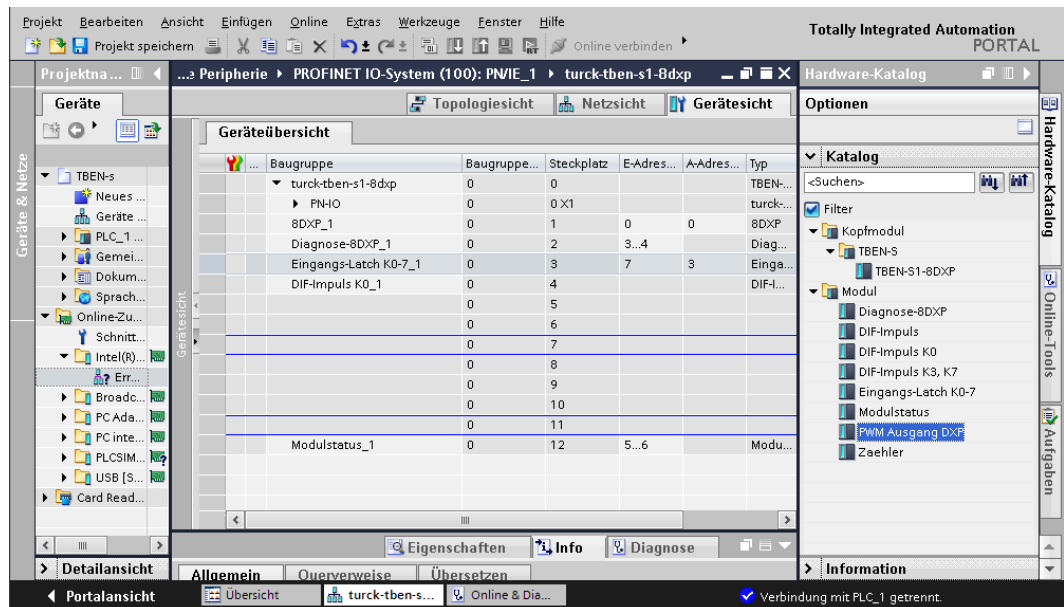 Projekt Bearbeiten Ansicht Einfügen Online Extras Werkzeuge Fenster Hilfe
Totally Integrated Automation
PORTAL
Projekt speichern
Online verbinden
Projektna...
...e Peripherie PROFINET IO-System (100): PN/IE_1 turck-tben-s1-8dxp
Hardware-Katalog
Geräte
Topologiesicht Netzsicht Gerätesicht
Optionen
Geräteübersicht
... Baugruppe Baugruppe... Steckplatz E-Adres... A-Adres... Typ
turck-tben-s1-8dxp 0 0 TBEN-...
PN-IO 0 0 X1 turck-...
8DXP_1 0 1 0 0 8DXP
Diagnose-8DXP_1 0 2 3...4 Diag...
Eingangs-Latch K0-7_1 0 3 7 3 Einga...
DIF-Impuls K0_1 0 4 DIF-I...
0 5
0 6
0 7
0 8
0 9
0 10
0 11
Modulstatus_1 0 12 5...6 Modu...
TBEN-s
Neues ...
Geräte ...
PLC_1 ...
Gemei...
Dokum...
Sprach...
Online-Zu...
Schnitt...
Intel(R)...
Err...
Broadc...
PC Ada...
PC inte...
PLCSIM...
USB [S...
Card Read...
Geräte & Netze
Gerätesicht
Katalog
<Suchen>
Filter
Kopfmodul
TBEN-S
TBEN-S1-8DXP
Modul
Diagnose-8DXP
DIF-Impuls
DIF-Impuls K0
DIF-Impuls K3, K7
Eingangs-Latch K0-7
Modulstatus
PWM Ausgang DXP
Zaehler
Hardware-Katalog
Online-Tools
Aufgaben
Eigenschaften Info Diagnose
Detailansicht
Allgemein Querverweise Übersetzen
Information
Portalansicht
Übersicht
turck-tben-s...
Online & Dia...
Verbindung mit PLC_1 getrennt.